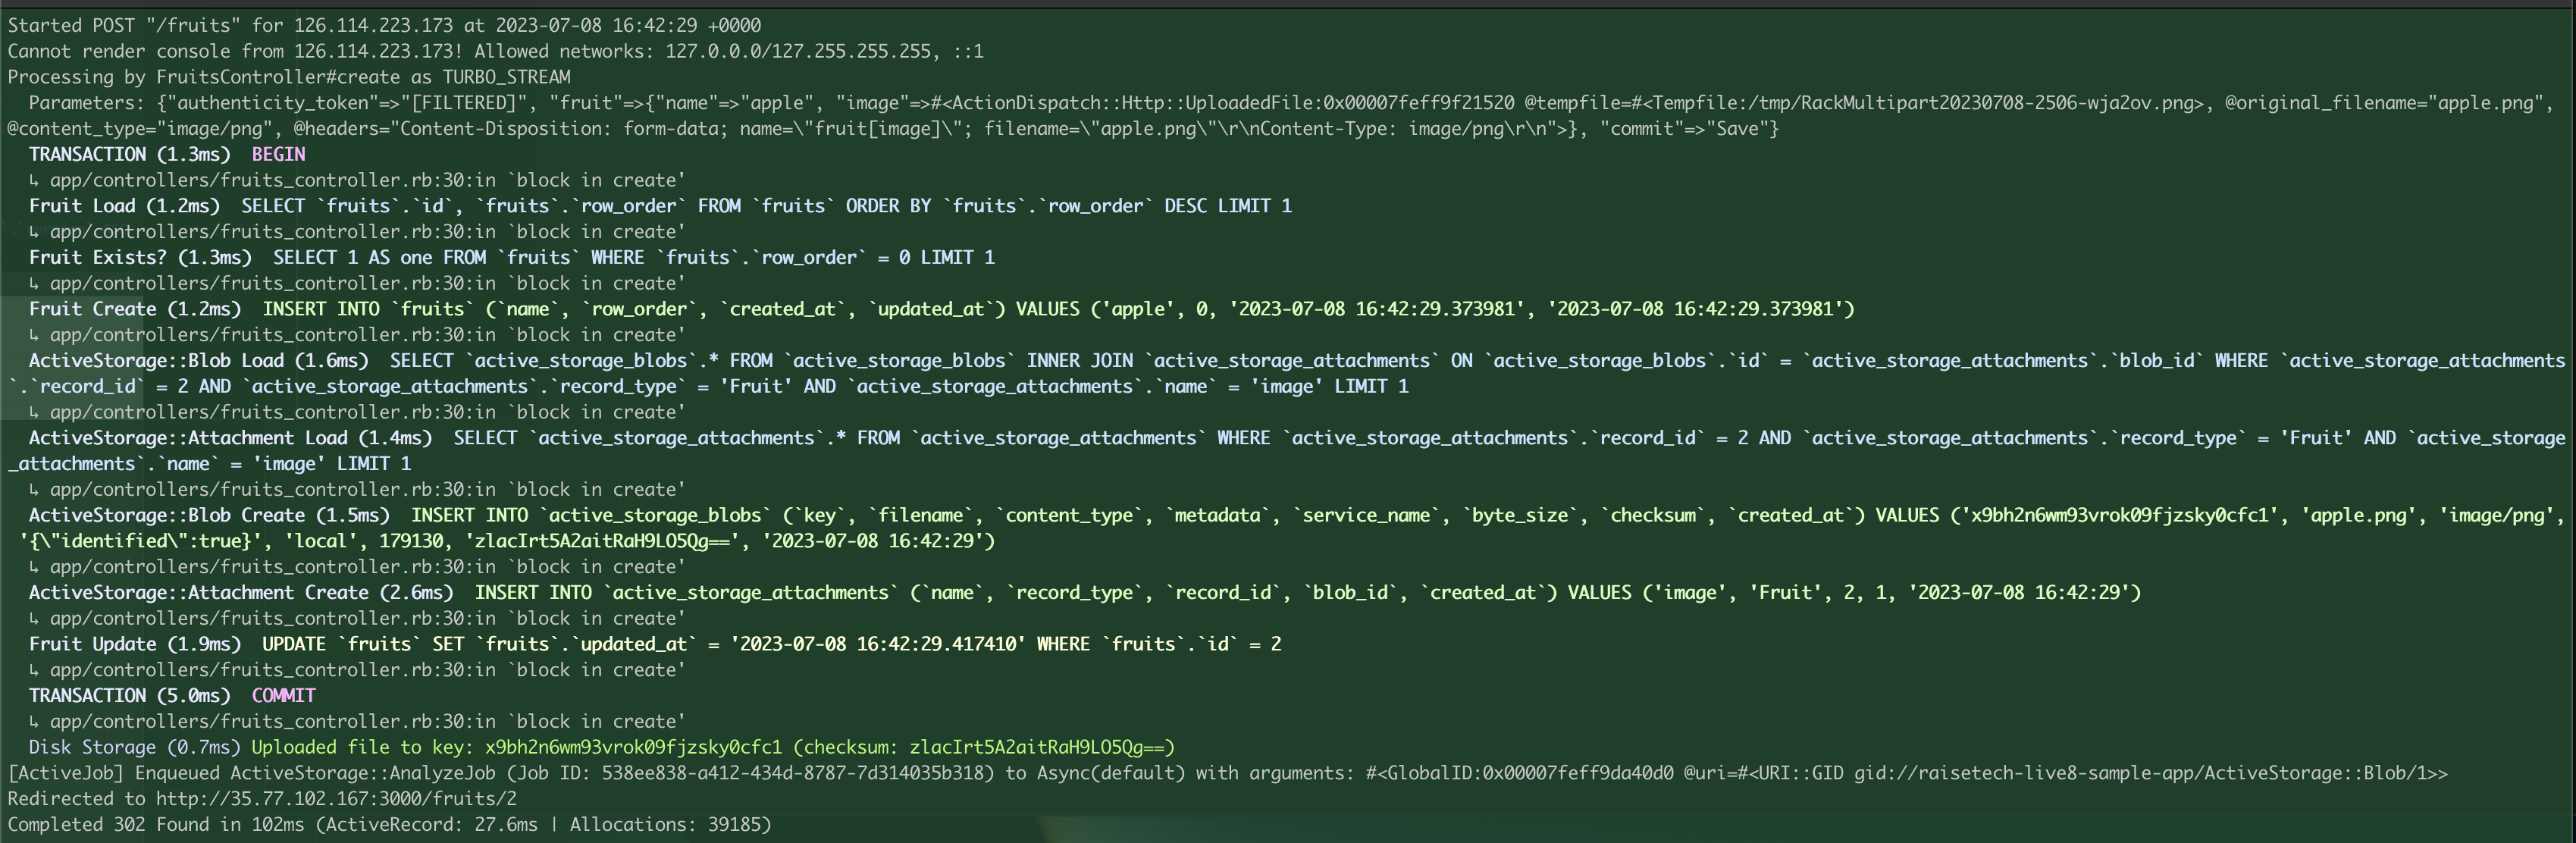 Started POST "/fruits" for 126.114.223.173 at 2023-07-08 16:42:29 +0000
Cannot render console from 126.114.223.173! Allowed networks: 127.0.0.0/127.255.255.255, ::1
Processing by FruitsController#create as TURBO_STREAM
  Parameters: {"authenticity_token"=>"[FILTERED]", "fruit"=>{"name"=>"apple", "image"=>#<ActionDispatch::Http::UploadedFile:0x00007feff9f21520 @tempfile=#<Tempfile:/tmp/RackMultipart20230708-2506-wja2ov.png>, @original_filename="apple.png",
@content_type="image/png", @headers="Content-Disposition: form-data; name=\"fruit[image]\"; filename=\"apple.png\"\r\nContent-Type: image/png\r\n">}, "commit"=>"Save"}
  TRANSACTION (1.3ms)  BEGIN
  ↳ app/controllers/fruits_controller.rb:30:in `block in create'
  Fruit Load (1.2ms)  SELECT `fruits`.`id`, `fruits`.`row_order` FROM `fruits` ORDER BY `fruits`.`row_order` DESC LIMIT 1
  ↳ app/controllers/fruits_controller.rb:30:in `block in create'
  Fruit Exists? (1.3ms)  SELECT 1 AS one FROM `fruits` WHERE `fruits`.`row_order` = 0 LIMIT 1
  ↳ app/controllers/fruits_controller.rb:30:in `block in create'
  Fruit Create (1.2ms)  INSERT INTO `fruits` (`name`, `row_order`, `created_at`, `updated_at`) VALUES ('apple', 0, '2023-07-08 16:42:29.373981', '2023-07-08 16:42:29.373981')
  ↳ app/controllers/fruits_controller.rb:30:in `block in create'
  ActiveStorage::Blob Load (1.6ms)  SELECT `active_storage_blobs`.* FROM `active_storage_blobs` INNER JOIN `active_storage_attachments` ON `active_storage_blobs`.`id` = `active_storage_attachments`.`blob_id` WHERE `active_storage_attachments
`.`record_id` = 2 AND `active_storage_attachments`.`record_type` = 'Fruit' AND `active_storage_attachments`.`name` = 'image' LIMIT 1
  ↳ app/controllers/fruits_controller.rb:30:in `block in create'
  ActiveStorage::Attachment Load (1.4ms)  SELECT `active_storage_attachments`.* FROM `active_storage_attachments` WHERE `active_storage_attachments`.`record_id` = 2 AND `active_storage_attachments`.`record_type` = 'Fruit' AND `active_storage
_attachments`.`name` = 'image' LIMIT 1
  ↳ app/controllers/fruits_controller.rb:30:in `block in create'
  ActiveStorage::Blob Create (1.5ms)  INSERT INTO `active_storage_blobs` (`key`, `filename`, `content_type`, `metadata`, `service_name`, `byte_size`, `checksum`, `created_at`) VALUES ('x9bh2n6wm93vrok09fjzsky0cfc1', 'apple.png', 'image/png',
 '{\"identified\":true}', 'local', 179130, 'zlacIrt5A2aitRaH9LO5Qg==', '2023-07-08 16:42:29')
  ↳ app/controllers/fruits_controller.rb:30:in `block in create'
  ActiveStorage::Attachment Create (2.6ms)  INSERT INTO `active_storage_attachments` (`name`, `record_type`, `record_id`, `blob_id`, `created_at`) VALUES ('image', 'Fruit', 2, 1, '2023-07-08 16:42:29')
  ↳ app/controllers/fruits_controller.rb:30:in `block in create'
  Fruit Update (1.9ms)  UPDATE `fruits` SET `fruits`.`updated_at` = '2023-07-08 16:42:29.417410' WHERE `fruits`.`id` = 2
  ↳ app/controllers/fruits_controller.rb:30:in `block in create'
  TRANSACTION (5.0ms)  COMMIT
  ↳ app/controllers/fruits_controller.rb:30:in `block in create'
  Disk Storage (0.7ms) Uploaded file to key: x9bh2n6wm93vrok09fjzsky0cfc1 (checksum: zlacIrt5A2aitRaH9LO5Qg==)
[ActiveJob] Enqueued ActiveStorage::AnalyzeJob (Job ID: 538ee838-a412-434d-8787-7d314035b318) to Async(default) with arguments: #<GlobalID:0x00007feff9da40d0 @uri=#<URI::GID gid://raisetech-live8-sample-app/ActiveStorage::Blob/1>>
Redirected to http://35.77.102.167:3000/fruits/2
Completed 302 Found in 102ms (ActiveRecord: 27.6ms | Allocations: 39185)